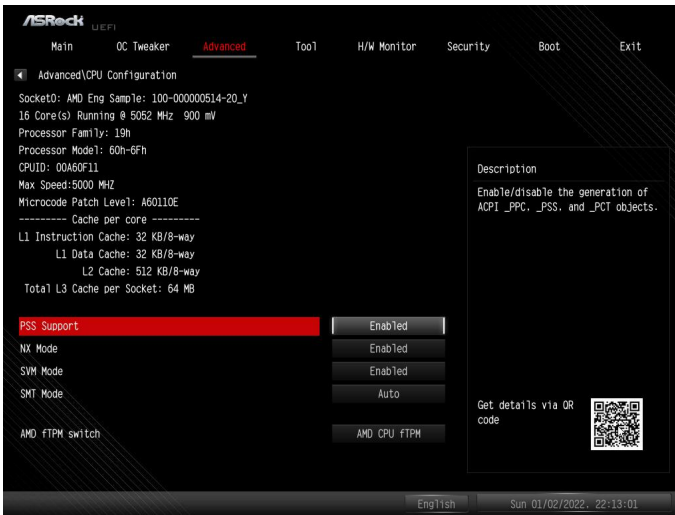 ASRock UEFI
Main OC Tweaker Advanced Tool H/W Monitor Security Boot Exit
Advanced\CPU Configuration
Socket0: AMD Eng Sample: 100-000000514-20_Y
16 Core(s) Running @ 5052 MHz 900 mV
Processor Family: 19h
Processor Model: 60h-6Fh
CPUID: 00A60F11
Max Speed:5000 MHZ
Microcode Patch Level: A60110E
--------- Cache per core ---------
L1 Instruction Cache: 32 KB/8-way
L1 Data Cache: 32 KB/8-way
L2 Cache: 512 KB/8-way
Total L3 Cache per Socket: 64 MB
PSS Support Enabled
NX Mode Enabled
SVM Mode Enabled
SMT Mode Auto
AMD fTPM switch AMD CPU fTPM
Description
Enable/disable the generation of
ACPI _PPC, _PSS, and _PCT objects.
Get details via QR
code
English Sun 01/02/2022, 22:13:01